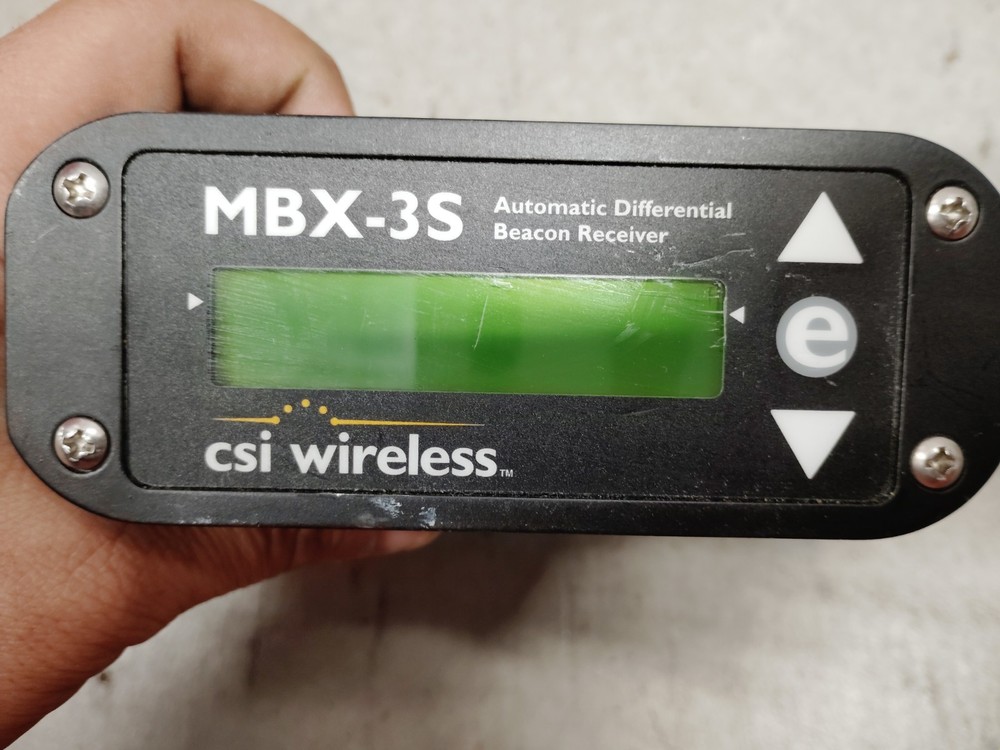 MBX-3S
Automatic Differential
Beacon Receiver
e
csi wireless™